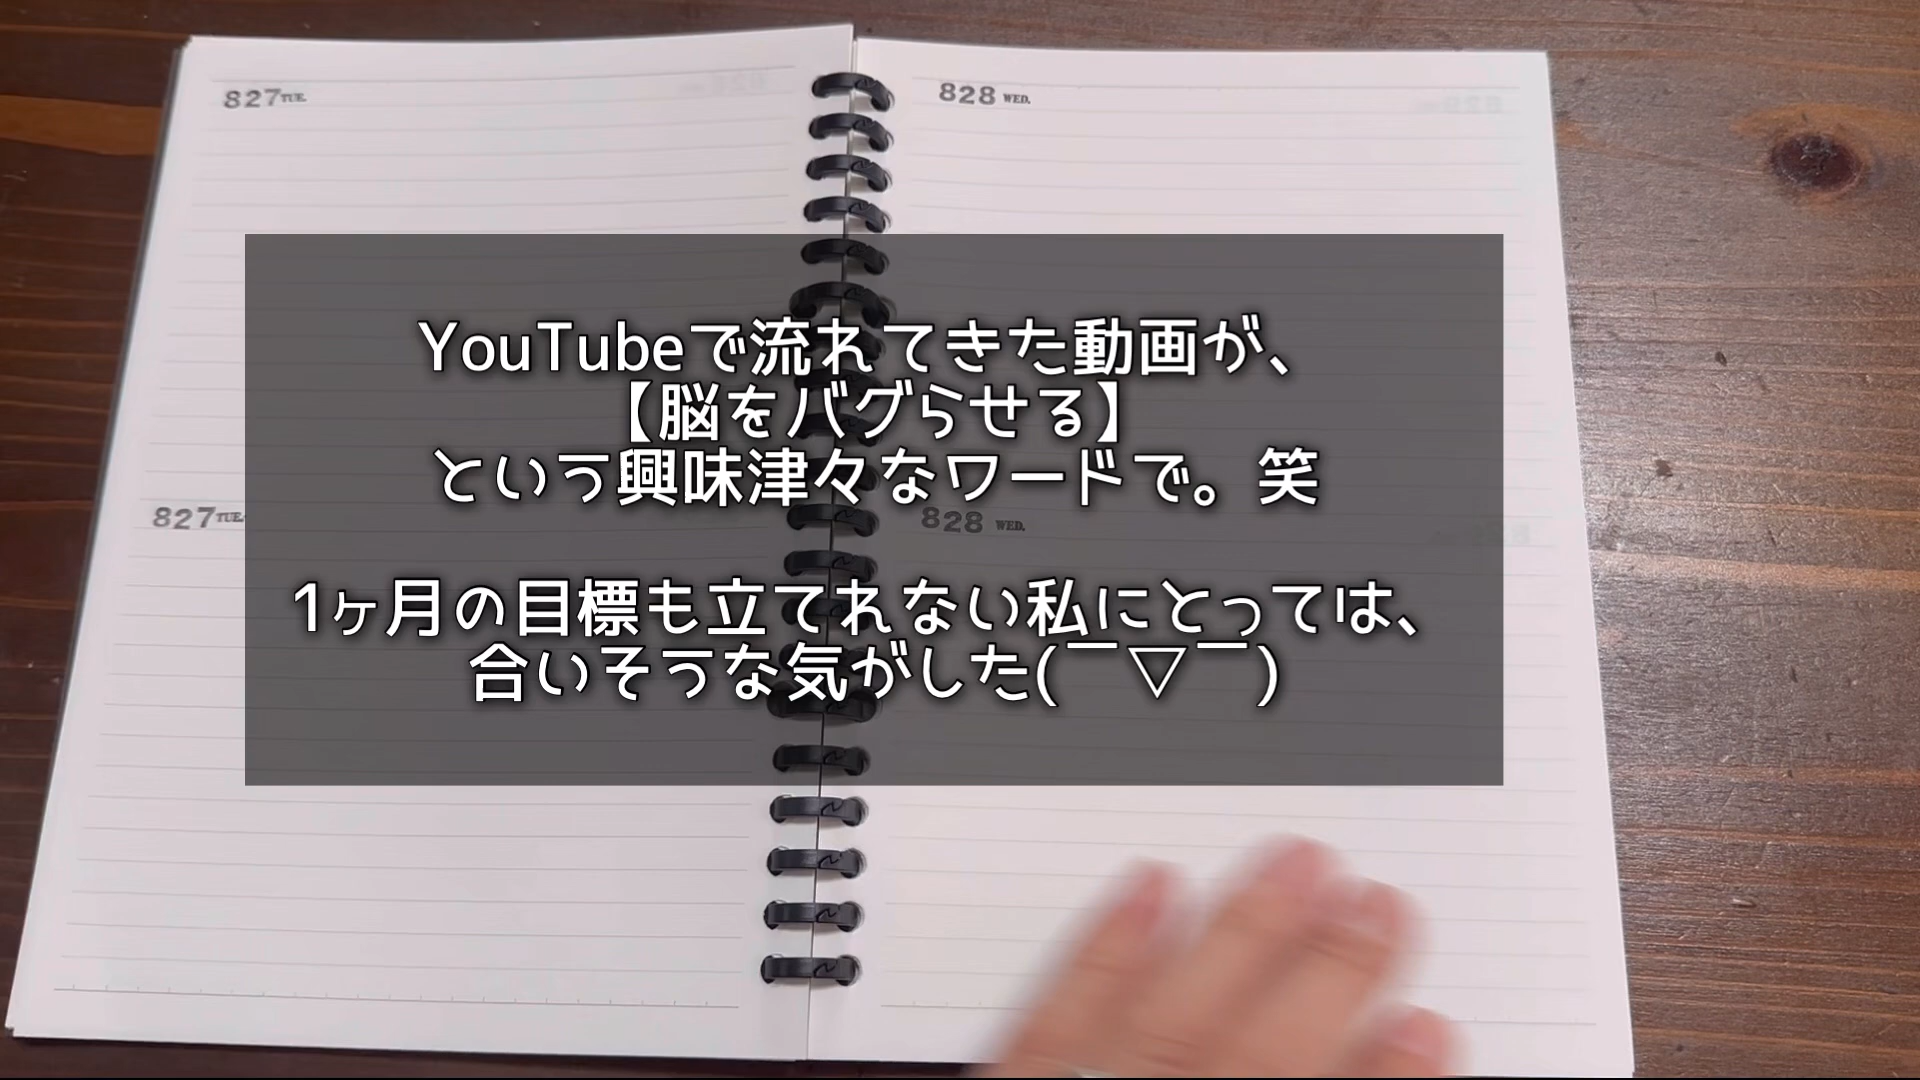 827 TUE.
828 WED.
YouTubeで流れてきた動画が、
【脳をバグらせる】
という興味津々なワードで。笑
827 TUE.
828 WED.
1ヶ月の目標も立てれない私にとっては、
合いそうな気がした(￣▽￣)